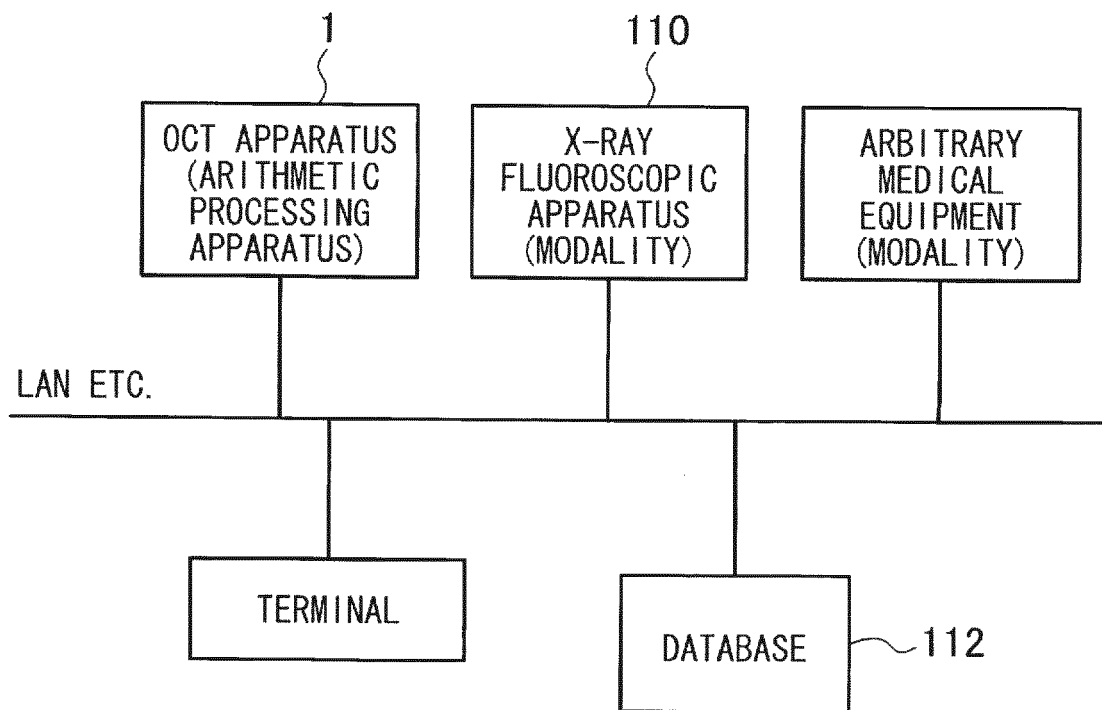 1
110
OCT APPARATUS
(ARITHMETIC
PROCESSING
APPARATUS)
X-RAY
FLUOROSCOPIC
APPARATUS
(MODALITY)
ARBITRARY
MEDICAL
EQUIPMENT
(MODALITY)
LAN ETC.
TERMINAL
DATABASE
112